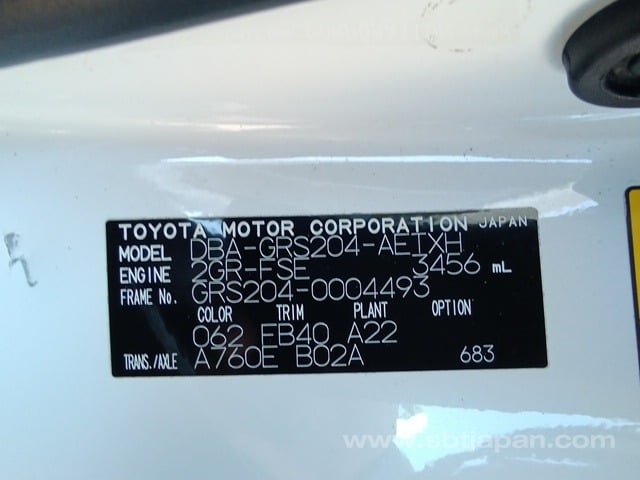 TOYOTA MOTOR CORPORATION JAPAN
MODEL DBA-GRS204-AETXH
ENGINE 2GR-FSE 3456 mL
FRAME No. GRS204-0004493
COLOR TRIM PLANT OPTION
062 FB40 A22
TRANS./AXLE A760E B02A 683
www.sbtjapan.com